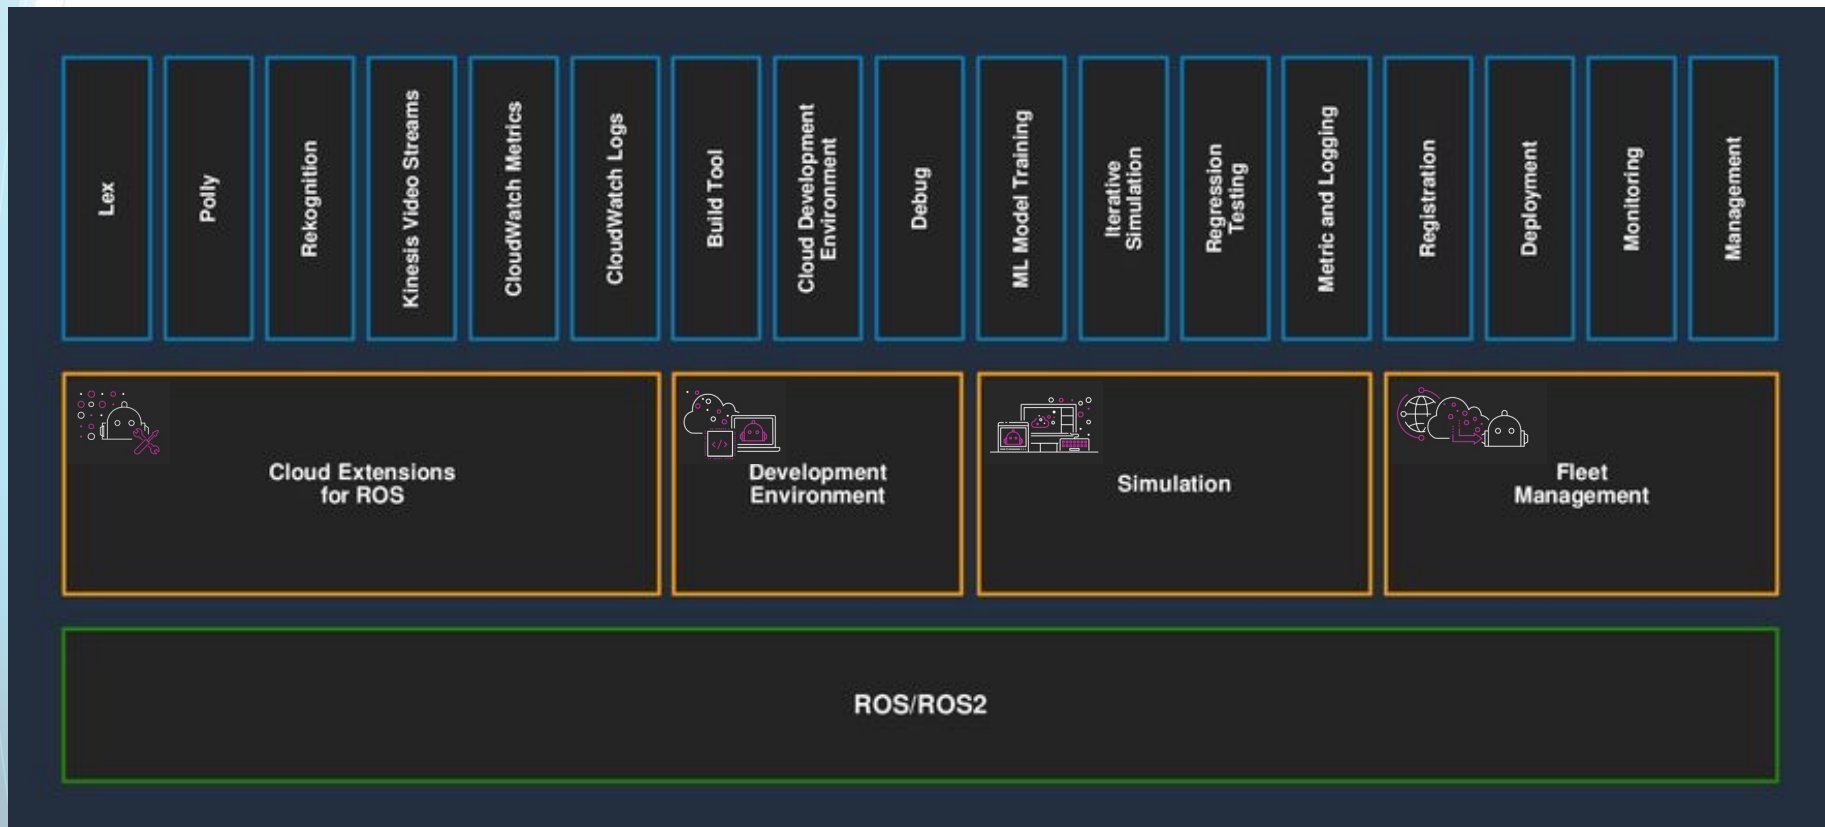 Lex
Polly
Rekognition
Kinesis Video Streams
CloudWatch Metrics
CloudWatch Logs
Build Tool
Cloud Development
Environment
Debug
ML Model Training
Iterative
Simulation
Regression
Testing
Metric and Logging
Registration
Deployment
Monitoring
Management
Cloud Extensions
for ROS
</>
Development
Environment
Simulation
Fleet
Management
ROS/ROS2